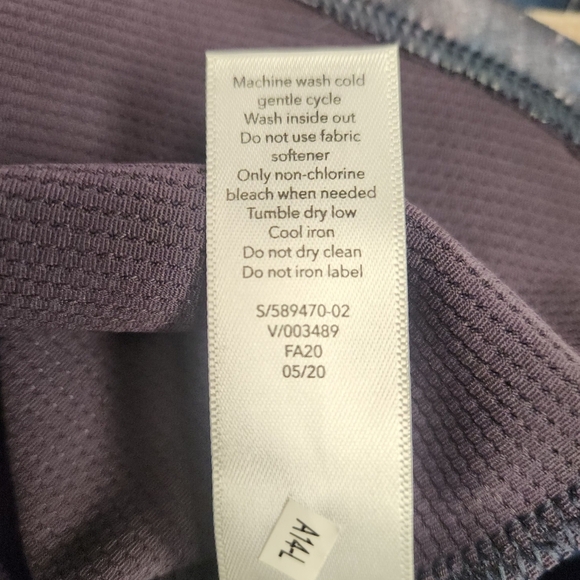 Machine wash cold
gentle cycle
Wash inside out
Do not use fabric
softener
Only non-chlorine
bleach when needed
Tumble dry low
Cool iron
Do not dry clean
Do not iron label
S/589470-02
V/003489
FA20
05/20
A14-L